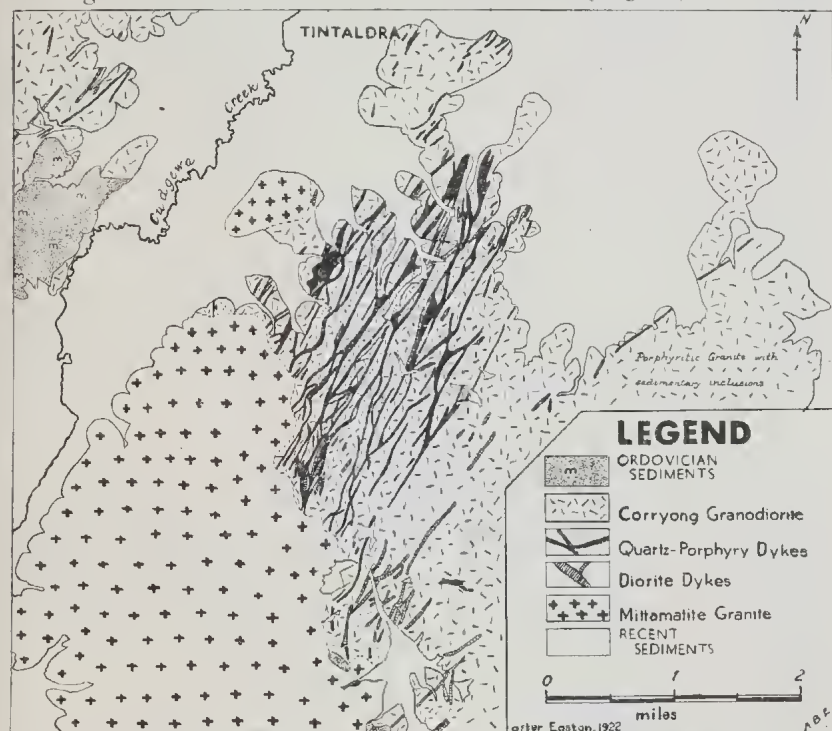 TINTALDRA
N
Cudgewa Creek
Porphyritic Granite with
sedimentary inclusions
LEGEND
m
ORDOVICIAN
SEDIMENTS
Corryong Granodiorite
Quartz-Porphyry Dykes
Diorite Dykes
Mittamatite Granite
RECENT
SEDIMENTS
0 1 2
miles
after Easton, 1922